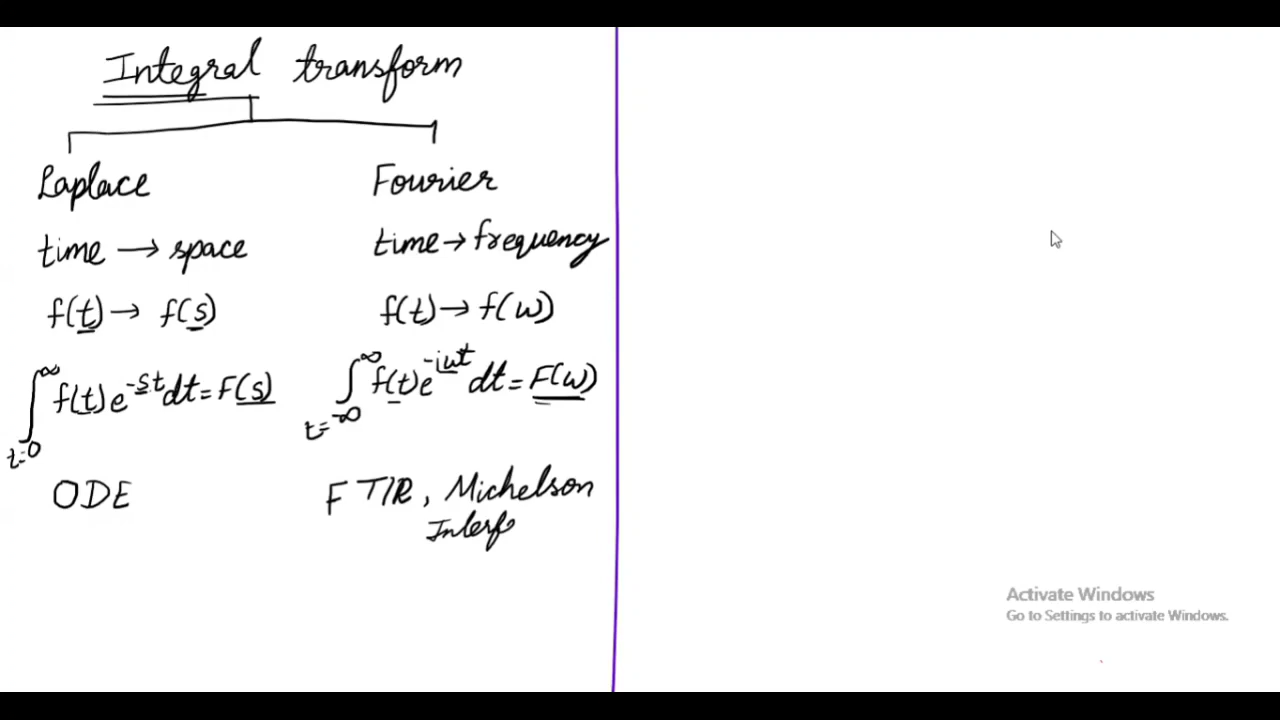 Integral transform
Laplace
time → space
f(t) → f(s)
∫_{t=0}^{∞} f(t) e^{-st} dt = F(s)
ODE
Fourier
time → frequency
f(t) → f(w)
∫_{t=-∞}^{∞} f(t) e^{-iωt} dt = F(w)
FTIR, Michelson
Interf
Activate Windows
Go to Settings to activate Windows.